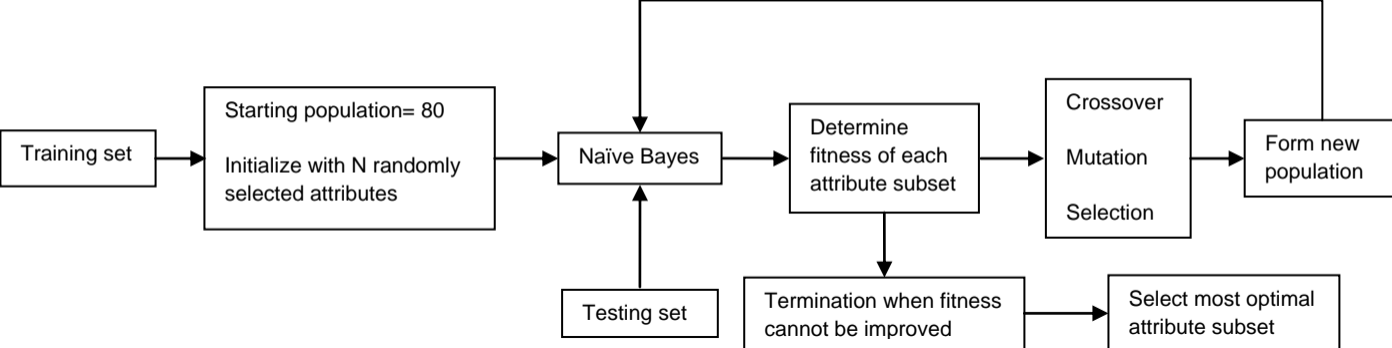 Training set
Starting population= 80
Initialize with N randomly
selected attributes
Naïve Bayes
Testing set
Determine
fitness of each
attribute subset
Crossover
Mutation
Selection
Form new
population
Termination when fitness
cannot be improved
Select most optimal
attribute subset